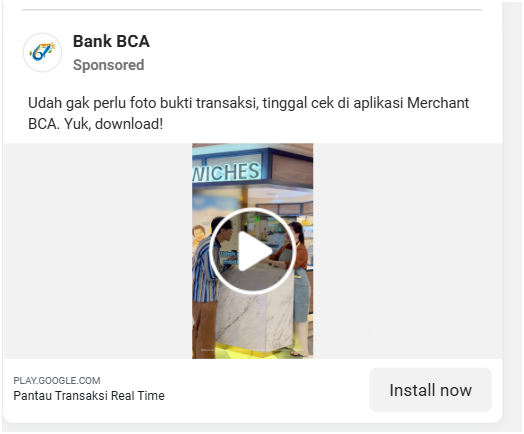 67
Bank BCA
Sponsored
Udah gak perlu foto bukti transaksi, tinggal cek di aplikasi Merchant
BCA. Yuk, download!
WICHES
PLAY.GOOGLE.COM
Pantau Transaksi Real Time
Install now